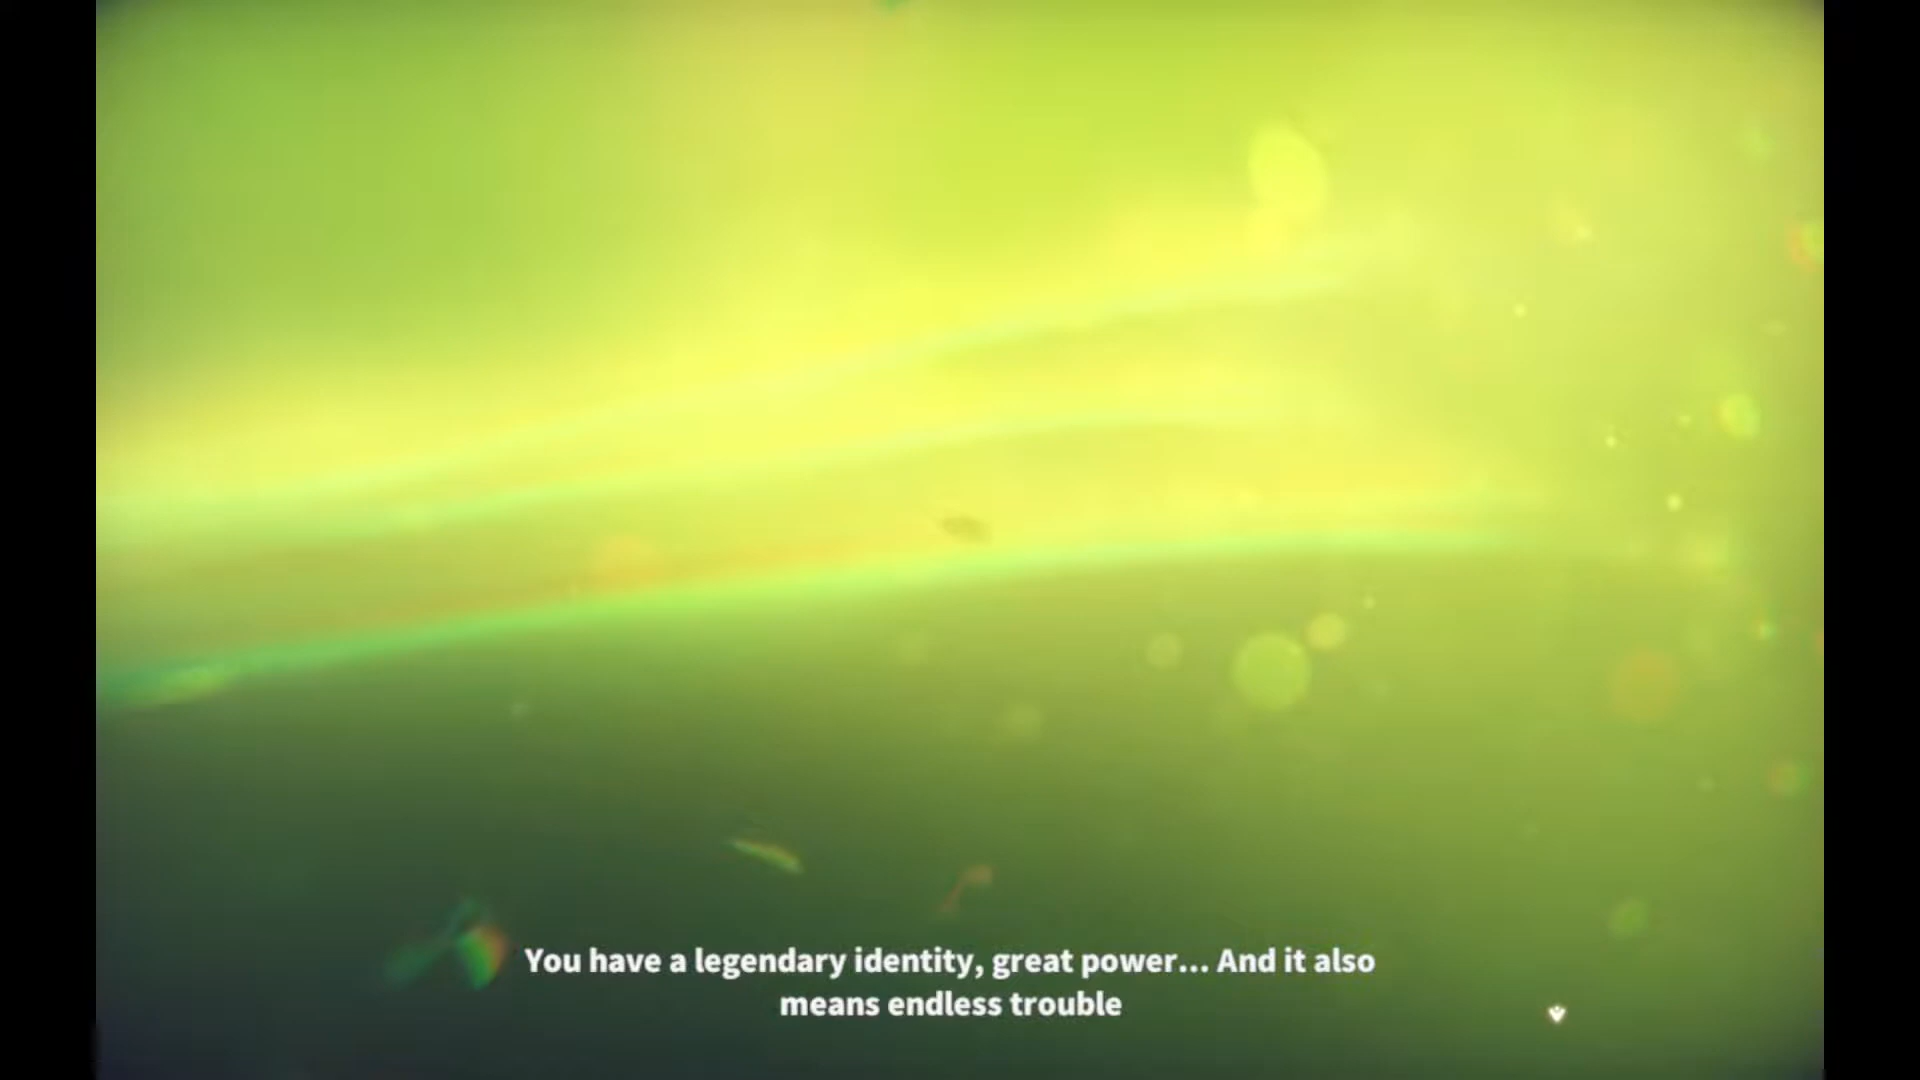 You have a legendary identity, great power... And it also
means endless trouble